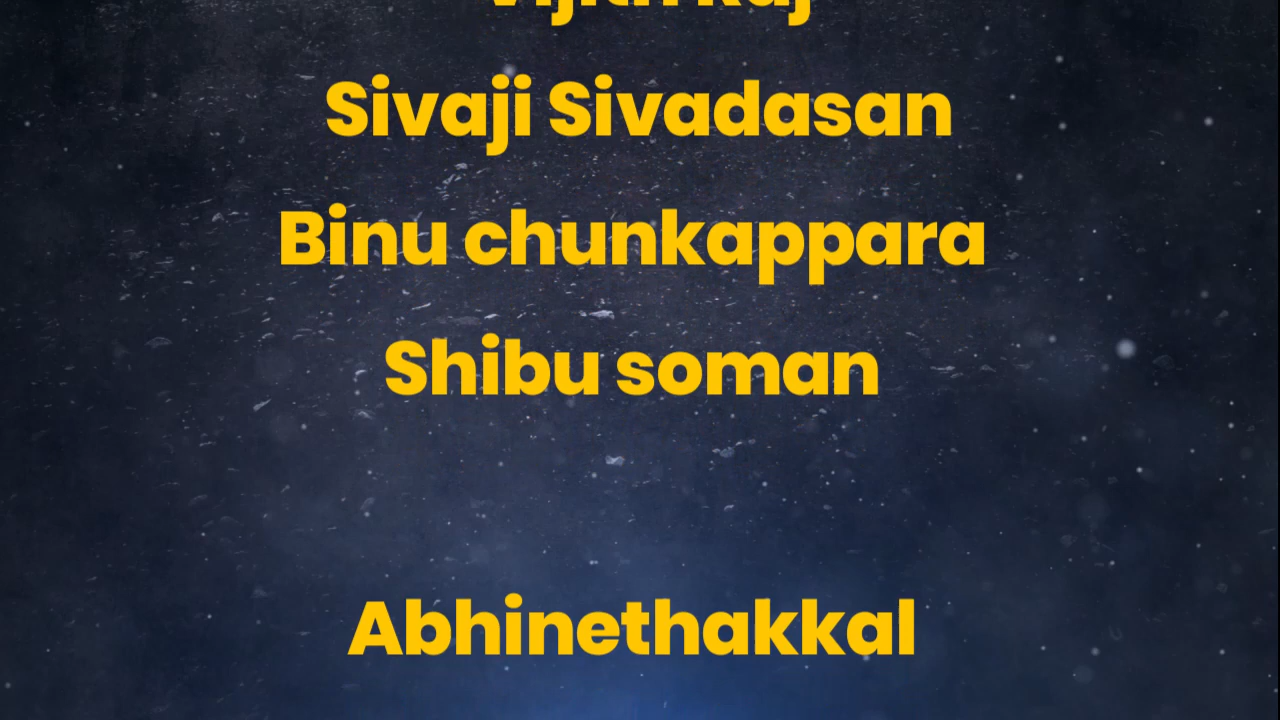 Sivaji Sivadasan
Binu chunkappara
Shibu soman
Abhinethakkal